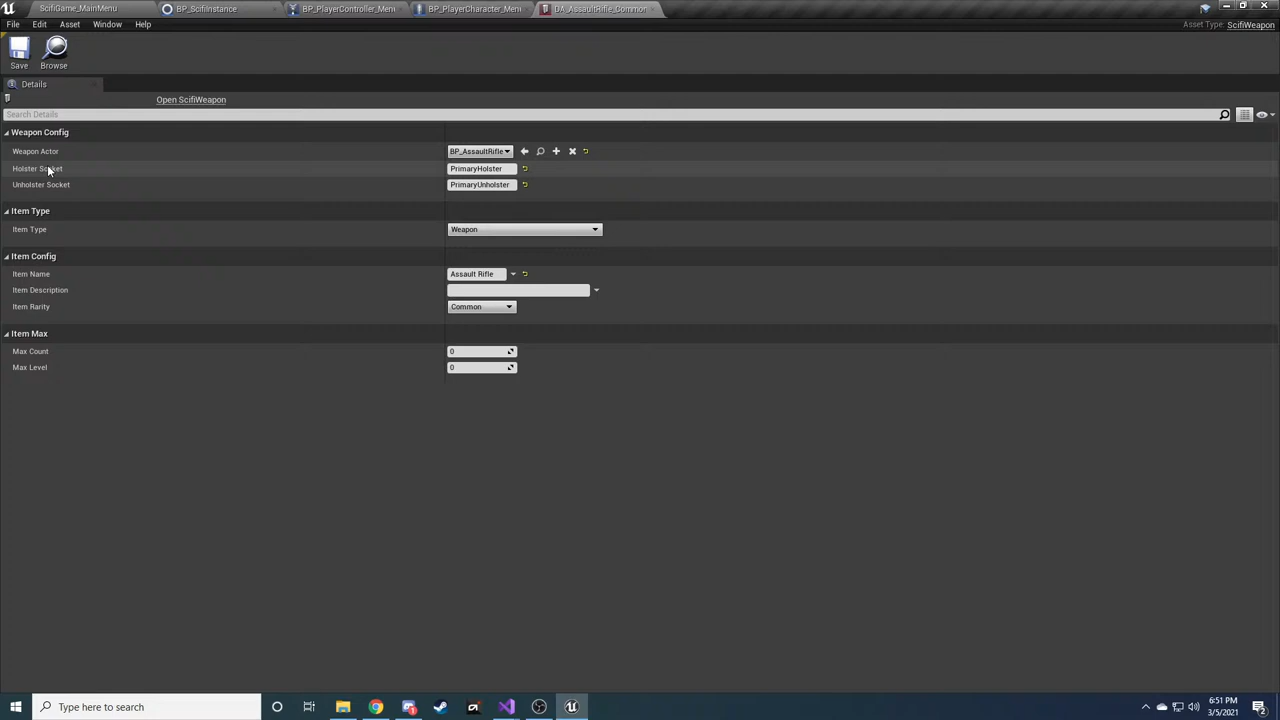 ScifiGame_MainMenu
BP_ScifiInstance
BP_PlayerController_Menu
BP_PlayerCharacter_Menu
DA_AssaultRifle_Common
File Edit Asset Window Help
Asset Type: ScifiWeapon
Save Browse
Details
Open ScifiWeapon
Search Details
Weapon Config
Weapon Actor BP_AssaultRifle
Holster Socket PrimaryHolster
Unholster Socket PrimaryUnholster
Item Type
Item Type Weapon
Item Config
Item Name Assault Rifle
Item Description
Item Rarity Common
Item Max
Max Count 0
Max Level 0
Type here to search
6:51 PM
3/5/2021
2